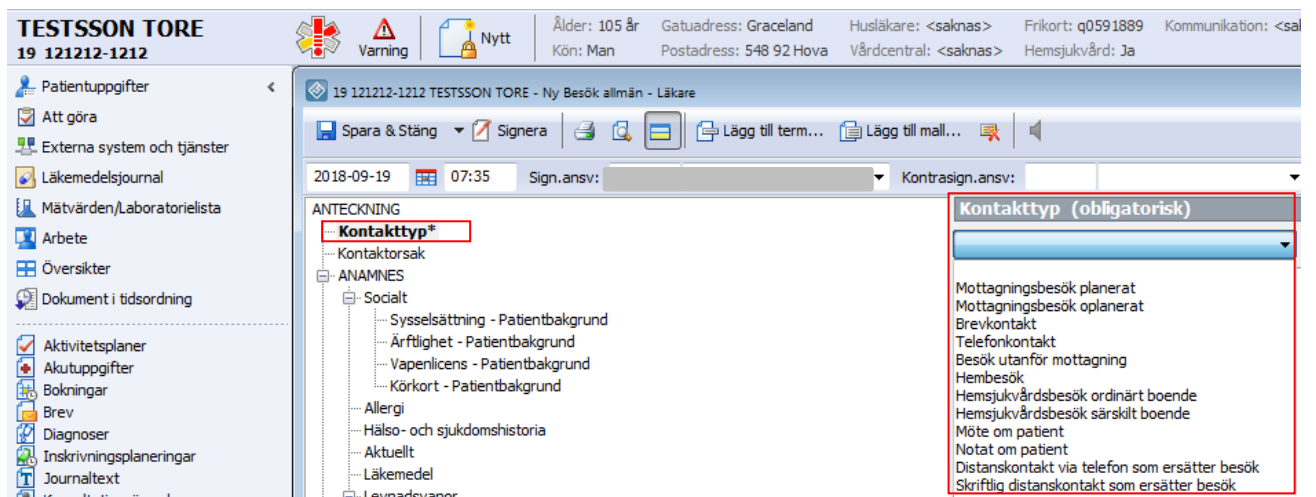 TESTSSON TORE
19 121212-1212
Varning
Nytt
Ålder: 105 år Gatuadress: Graceland Husläkare: <saknas> Frikort: q0591889 Kommunikation: <sal
Kön: Man Postadress: 548 92 Hova Vårdcentral: <saknas> Hemsjukvård: Ja
Patientuppgifter
Att göra
Externa system och tjänster
Läkemedelsjournal
Mätvärden/Laboratorielista
Arbete
Översikter
Dokument i tidsordning
Aktivitetsplaner
Akutuppgifter
Bokningar
Brev
Diagnoser
Inskrivningsplaneringar
Journaltext
19 121212-1212 TESTSSON TORE - Ny Besök allmän - Läkare
Spara & Stäng Signera Lägg till term... Lägg till mall...
2018-09-19 07:35 Sign.ansv: Kontrasign.ansv:
ANTECKNING
Kontakttyp*
Kontaktorsak
ANAMNES
Socialt
Sysselsättning - Patientbakgrund
Ärftlighet - Patientbakgrund
Vapenlicens - Patientbakgrund
Körkort - Patientbakgrund
Allergi
Hälso- och sjukdomshistoria
Aktuellt
Läkemedel
Levnadsvanor
Kontakttyp (obligatorisk)
Mottagningsbesök planerat
Mottagningsbesök oplanerat
Brevkontakt
Telefonkontakt
Besök utanför mottagning
Hembesök
Hemsjukvårdsbesök ordinärt boende
Hemsjukvårdsbesök särskilt boende
Möte om patient
Notat om patient
Distanskontakt via telefon som ersätter besök
Skriftlig distanskontakt som ersätter besök